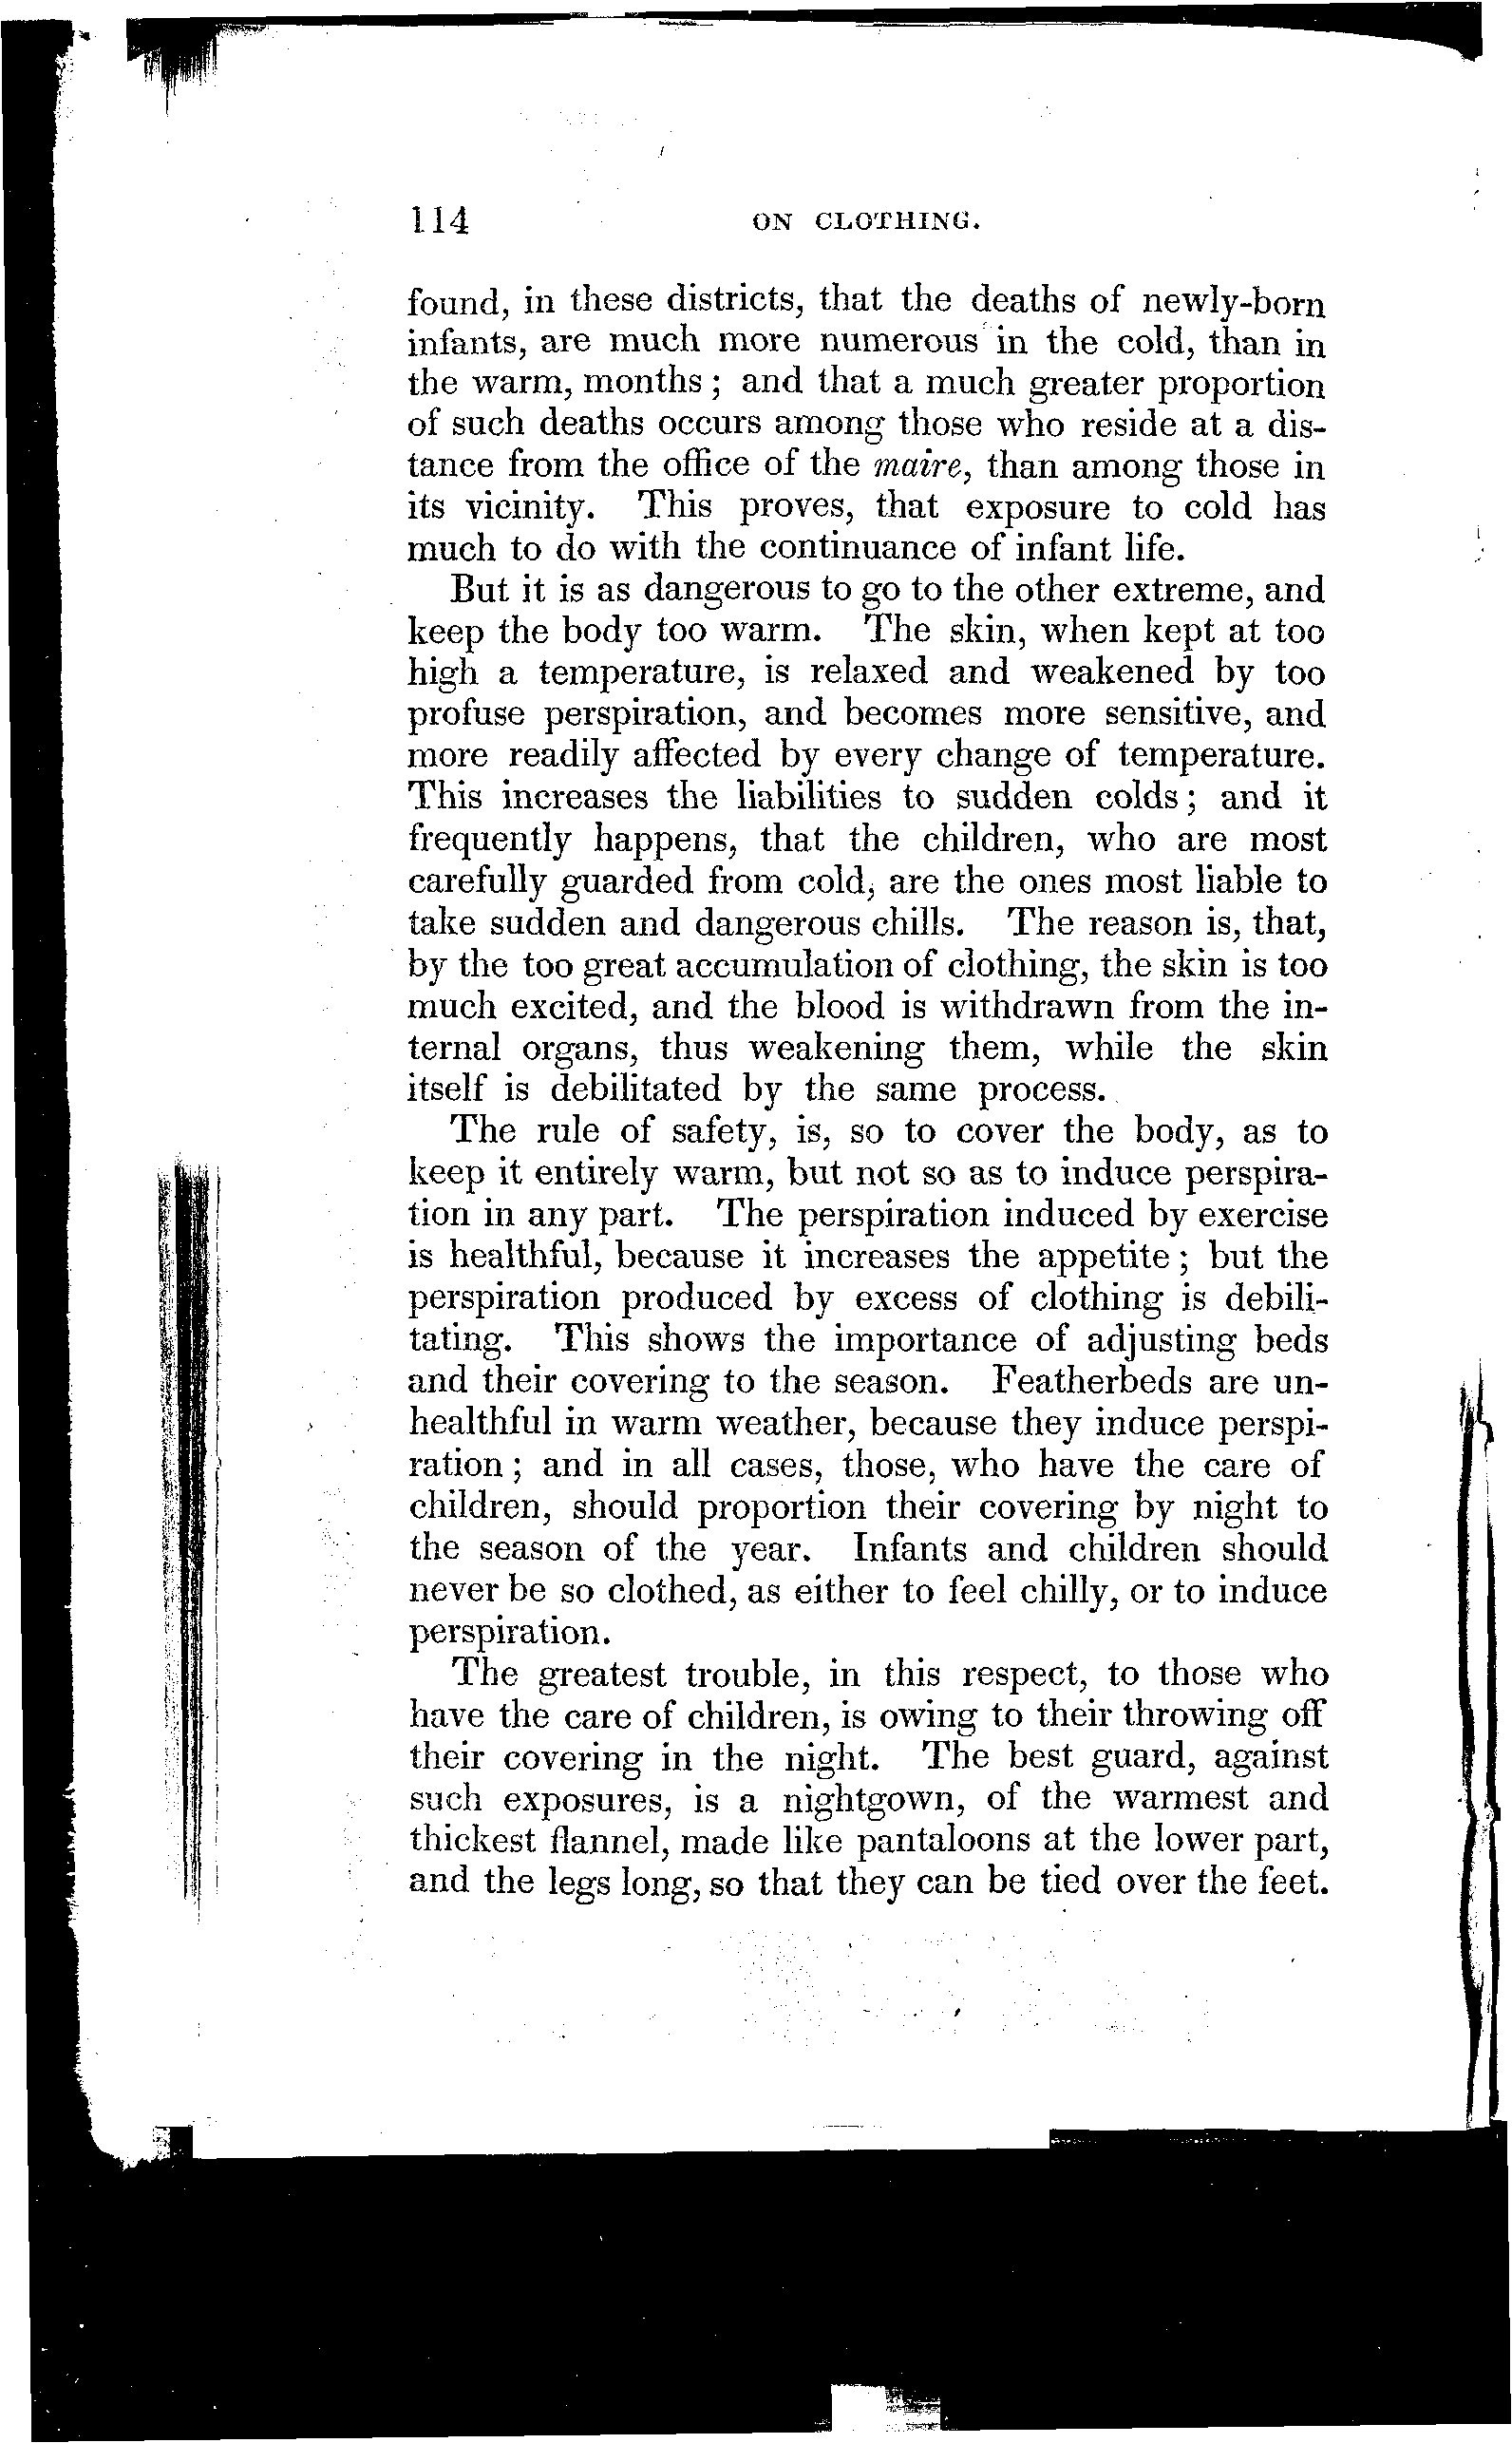 114 ON CLOTHING.
found, in these districts, that the deaths of newly-born
infants, are much more numerous in the cold, than in
the warm, months; and that a much greater proportion
of such deaths occurs among those who reside at a dis-
tance from the office of the maire, than among those in
its vicinity. This proves, that exposure to cold has
much to do with the continuance of infant life.
But it is as dangerous to go to the other extreme, and
keep the body too warm. The skin, when kept at too
high a temperature, is relaxed and weakened by too
profuse perspiration, and becomes more sensitive, and
more readily affected by every change of temperature.
This increases the liabilities to sudden colds; and it
frequently happens, that the children, who are most
carefully guarded from cold, are the ones most liable to
take sudden and dangerous chills. The reason is, that,
by the too great accumulation of clothing, the skin is too
much excited, and the blood is withdrawn from the in-
ternal organs, thus weakening them, while the skin
itself is debilitated by the same process.
The rule of safety, is, so to cover the body, as to
keep it entirely warm, but not so as to induce perspira-
tion in any part. The perspiration induced by exercise
is healthful, because it increases the appetite; but the
perspiration produced by excess of clothing is debili-
tating. This shows the importance of adjusting beds
and their covering to the season. Featherbeds are un-
healthful in warm weather, because they induce perspi-
ration; and in all cases, those, who have the care of
children, should proportion their covering by night to
the season of the year. Infants and children should
never be so clothed, as either to feel chilly, or to induce
perspiration.
The greatest trouble, in this respect, to those who
have the care of children, is owing to their throwing off
their covering in the night. The best guard, against
such exposures, is a nightgown, of the warmest and
thickest flannel, made like pantaloons at the lower part,
and the legs long, so that they can be tied over the feet.